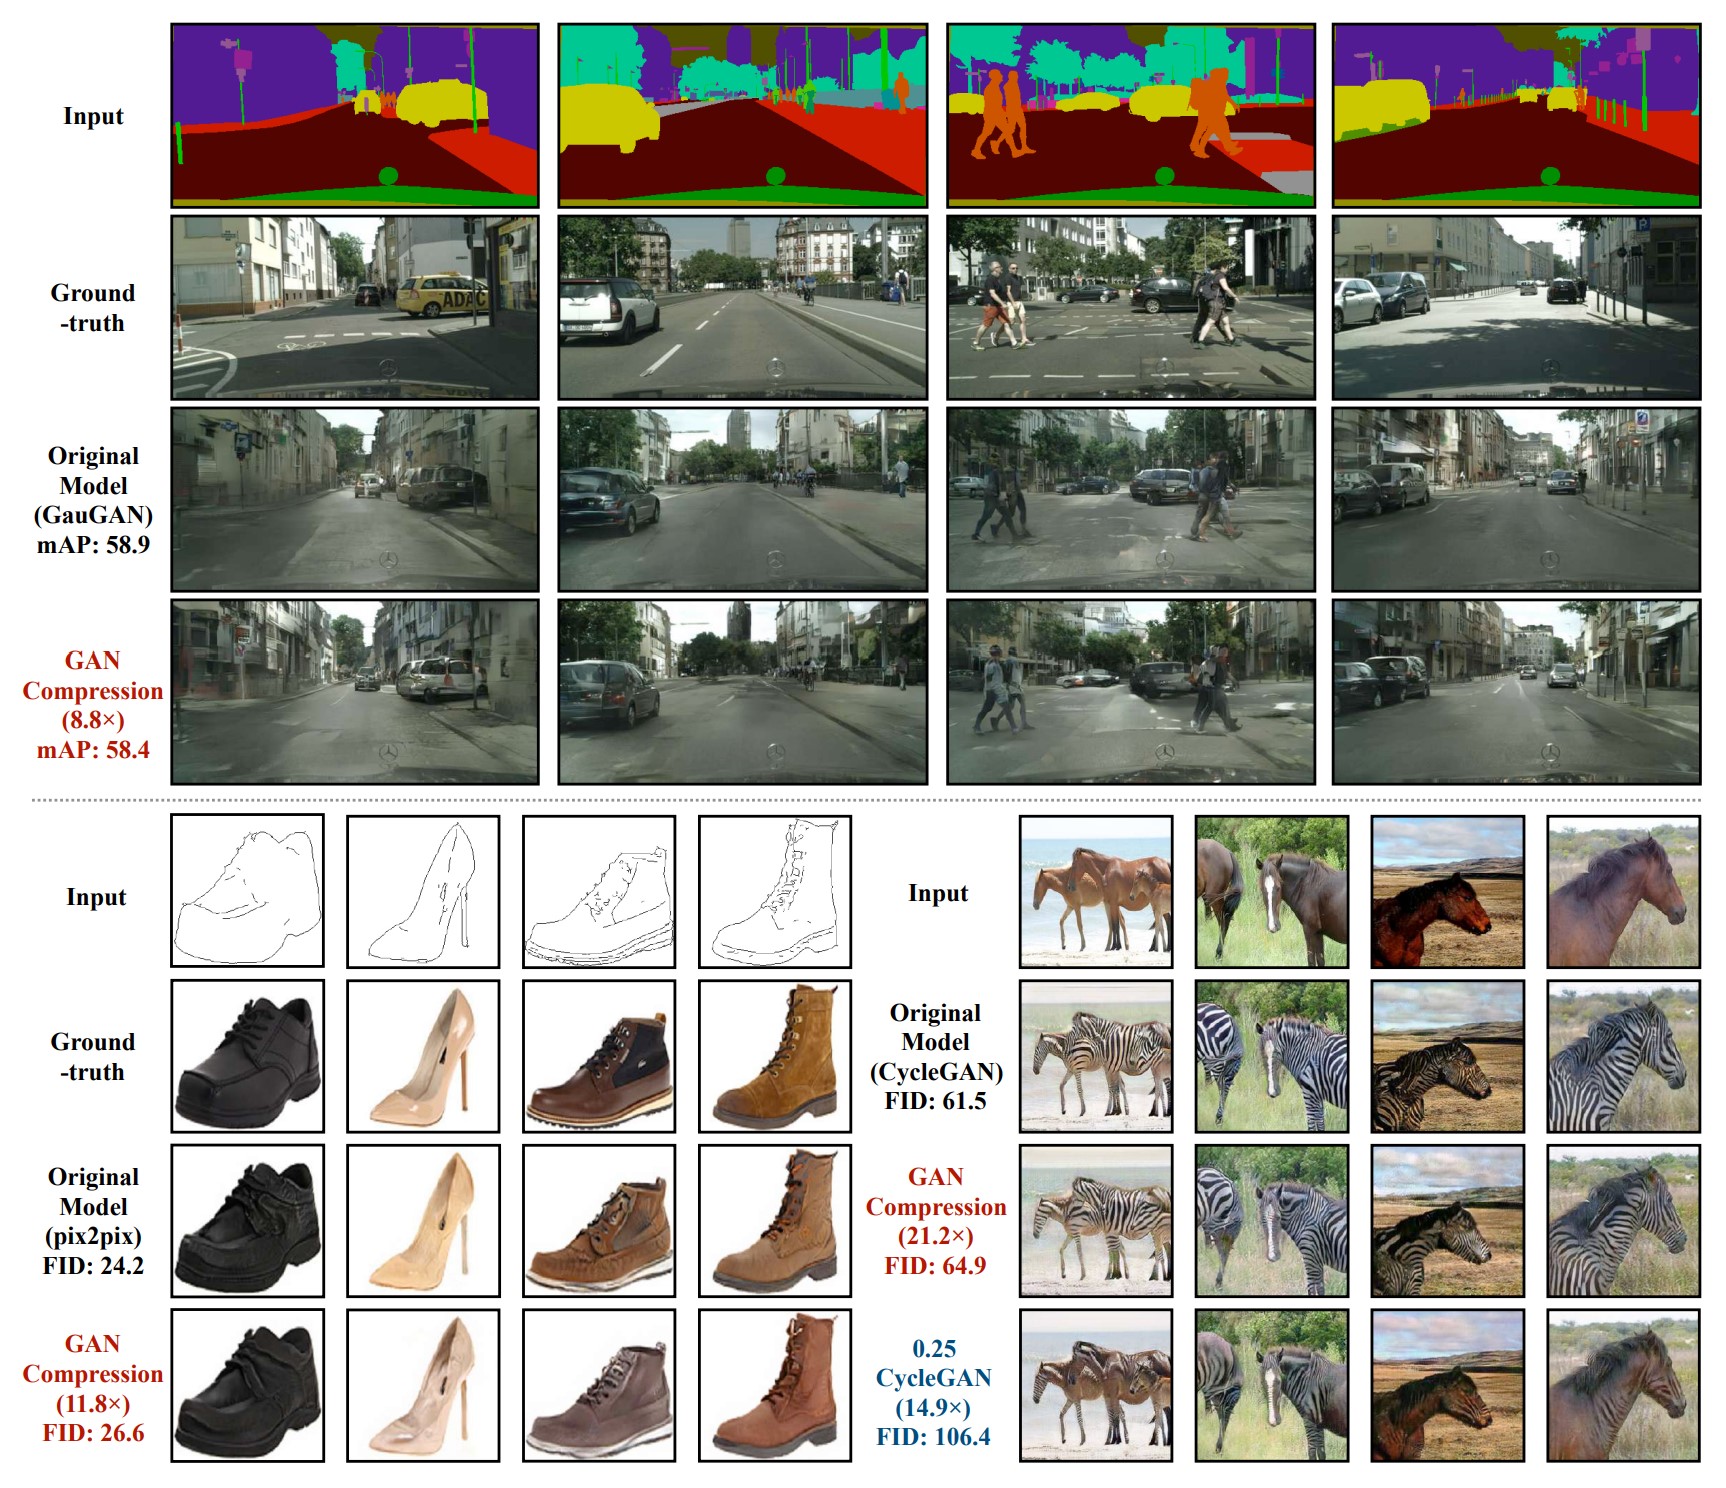 Input
Ground
-truth
ADAC
Original
Model
(GauGAN)
mAP: 58.9
GAN
Compression
(8.8×)
mAP: 58.4
Input
Ground
-truth
Original
Model
(pix2pix)
FID: 24.2
GAN
Compression
(11.8×)
FID: 26.6
Input
Original
Model
(CycleGAN)
FID: 61.5
GAN
Compression
(21.2×)
FID: 64.9
0.25
CycleGAN
(14.9×)
FID: 106.4